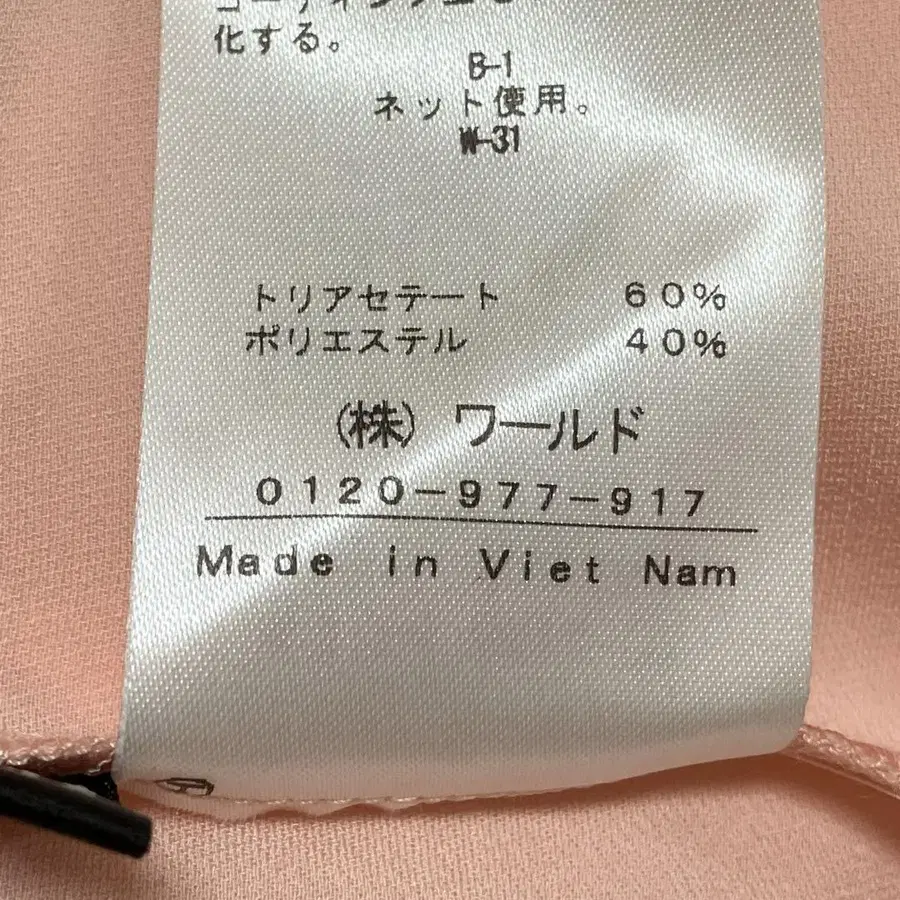 化する。
B-1
ネット使用。
W-31
トリアセテート 60%
ポリエステル 40%
(株) ワールド
0120-977-917
Made in Viet Nam